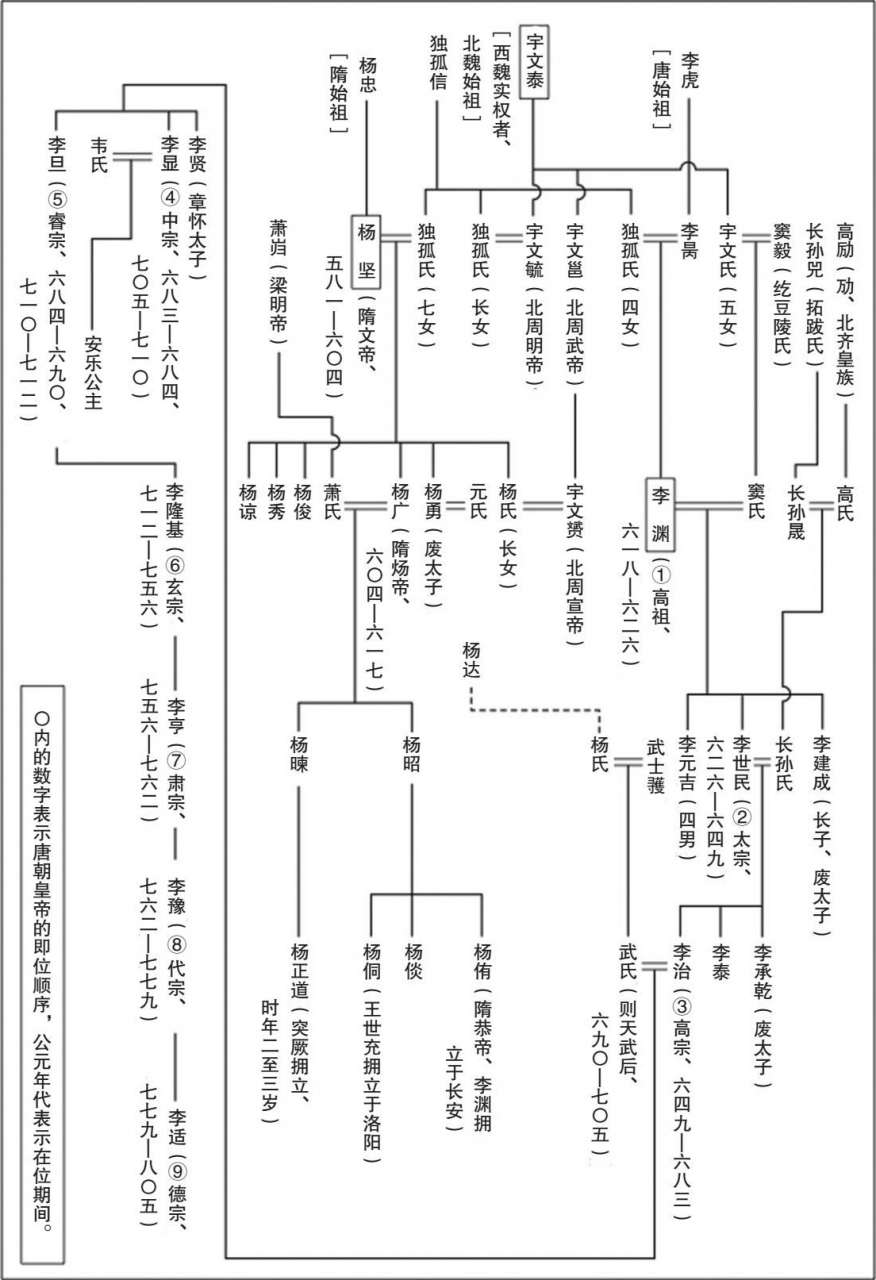 高励（劢、北齐皇族）
长孙兕（拓跋氏）
窦毅（纥豆陵氏）
宇文氏（五女）
李虎
［唐始祖］
李昺
独孤氏（四女）
宇文泰
［西魏实权者、
北魏始祖］
宇文邕（北周武帝）
宇文毓（北周明帝）
独孤信
独孤氏（长女）
独孤氏（七女）
杨忠
［隋始祖］
杨 坚（隋文帝、
五八一—六〇四）
萧岿（梁明帝）
高氏
长孙晟
窦氏
李 渊（①高祖、
六一八—六二六）
宇文赟（北周宣帝）
杨氏（长女）
元氏
杨勇（废太子）
杨广（隋炀帝、
六〇四—六一七）
萧氏
杨俊
杨秀
杨谅
李建成（长子、废太子）
长孙氏
李世民（②太宗、
六二六—六四九）
李元吉（四男）
武士彟
杨氏
杨达
杨昭
杨暕
李承乾（废太子）
李泰
李治（③高宗、六四九—六八三）
武氏（则天武后、
六九〇—七〇五）
杨侑（隋恭帝、李渊拥
立于长安）
杨倓
杨侗（王世充拥立于洛阳）
杨正道（突厥拥立、
时年二至三岁）
李贤（章怀太子）
李显（④中宗、六八三—六八四、
七〇五—七一〇）
韦氏
安乐公主
李旦（⑤睿宗、六八四—六九〇、
七一〇—七一二）
李隆基（⑥玄宗、
七一二—七五六）
李亨（⑦肃宗、
七五六—七六二）
李豫（⑧代宗、
七六二—七七九）
李适（⑨德宗、
七七九—八〇五）
〇内的数字表示唐朝皇帝的即位顺序，公元年代表示在位期间。